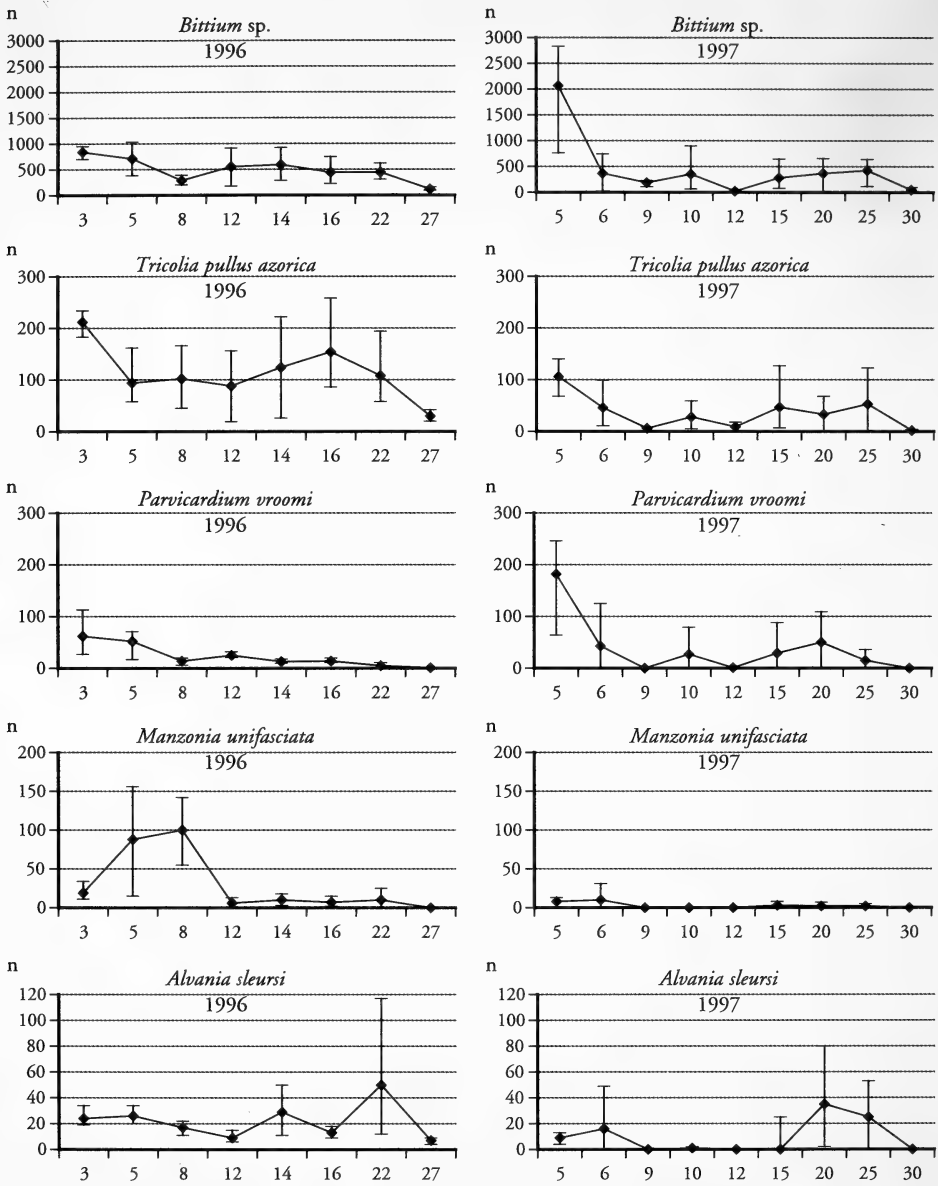 n
Bittium sp.
1996
3000
2500
2000
1500
1000
500
0
3 5 8 12 14 16 22 27
n
Bittium sp.
1997
3000
2500
2000
1500
1000
500
0
5 6 9 10 12 15 20 25 30
n
Tricolia pullus azorica
1996
300
200
100
0
3 5 8 12 14 16 22 27
n
Tricolia pullus azorica
1997
300
200
100
0
5 6 9 10 12 15 20 25 30
n
Parvicardium vroomi
1996
300
200
100
0
3 5 8 12 14 16 22 27
n
Parvicardium vroomi
1997
300
200
100
0
5 6 9 10 12 15 20 25 30
n
Manzonia unifasciata
1996
200
150
100
50
0
3 5 8 12 14 16 22 27
n
Manzonia unifasciata
1997
200
150
100
50
0
5 6 9 10 12 15 20 25 30
n
Alvania sleursi
1996
120
100
80
60
40
20
0
3 5 8 12 14 16 22 27
n
Alvania sleursi
1997
120
100
80
60
40
20
0
5 6 9 10 12 15 20 25 30